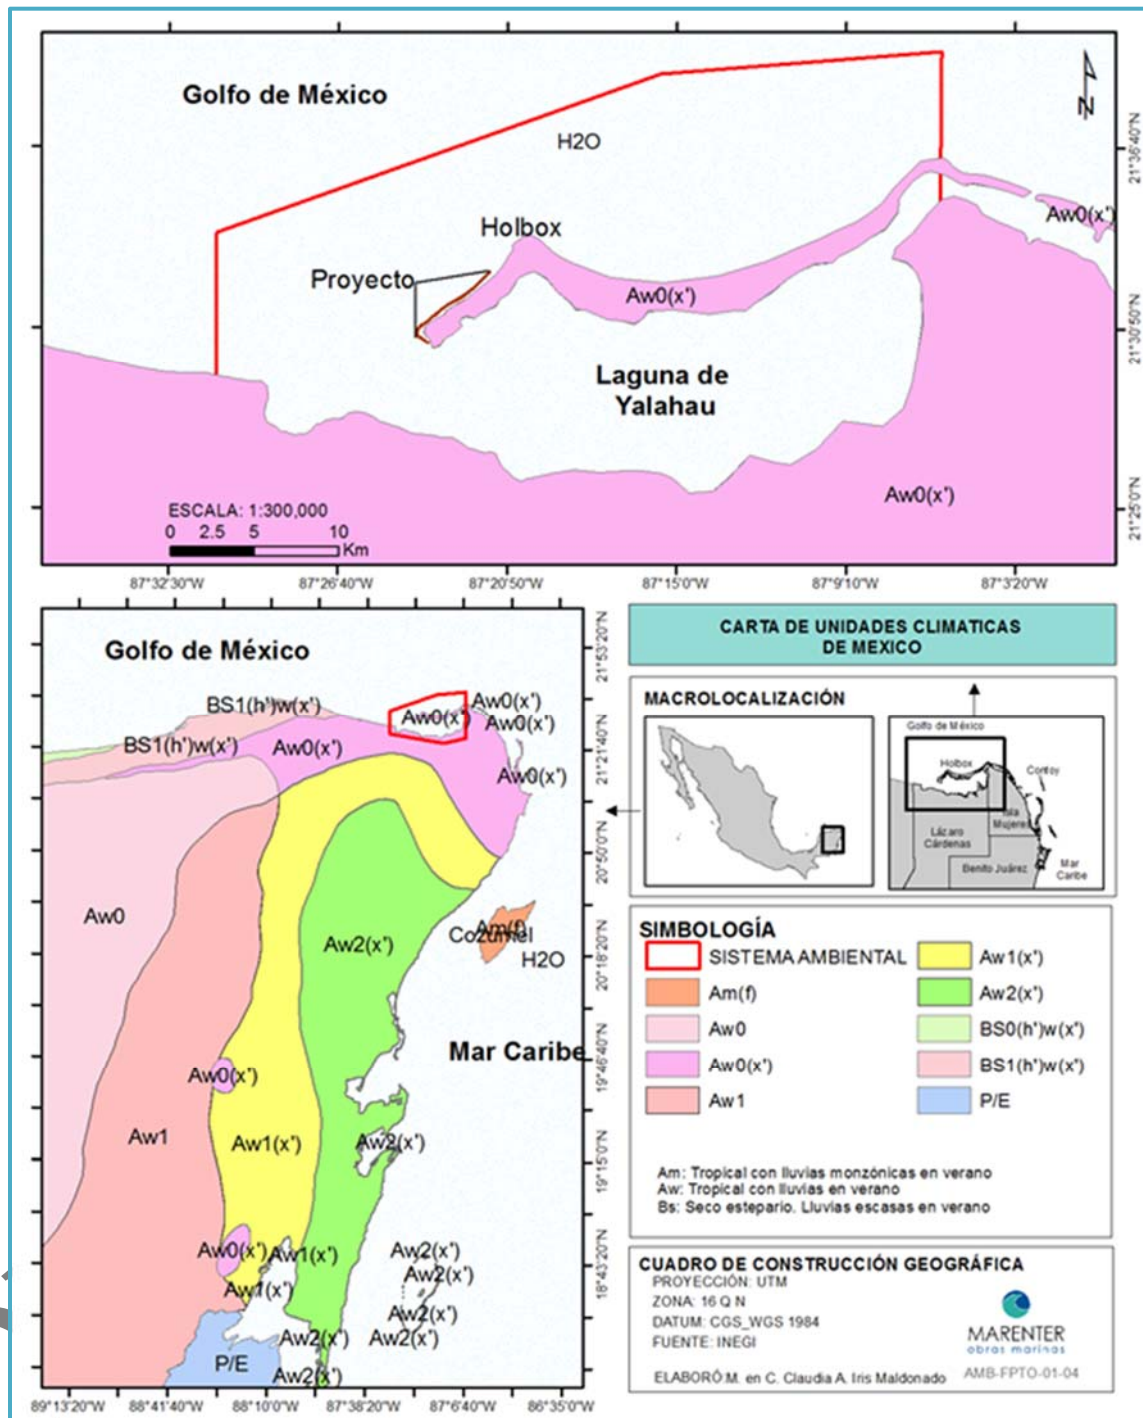 Golfo de México
N
H2O
21°36'40"N
Aw0(x')
Holbox
Proyecto
Aw0(x')
21°30'50"N
Laguna de
Yalahau
Aw0(x')
21°25'0"N
ESCALA: 1:300,000
0 2.5 5 10
Km
87°32'30"W 87°26'40"W 87°20'50"W 87°15'0"W 87°9'10"W 87°3'20"W
Golfo de México
BS1(h')w(x')
Aw0(x')
Aw0(x')
Aw0(x')
BS1(h')w(x')
Aw0(x')
Aw0(x')
Aw0
Aw2(x')
Am(f)
Cozumel
H2O
Mar Caribe
Aw0(x')
Aw1
Aw1(x')
Aw2(x')
Aw0(x')
Aw1(x')
Aw2(x')
Aw2(x')
Aw1(x')
Aw2(x')
Aw2(x')
Aw2(x')
P/E
Aw2(x')
21°53'20"N
21°21'40"N
20°50'0"N
20°18'20"N
19°46'40"N
19°15'0"N
18°43'20"N
89°13'20"W 88°41'40"W 88°10'0"W 87°38'20"W 87°6'40"W 86°35'0"W
CARTA DE UNIDADES CLIMATICAS
DE MEXICO
MACROLOCALIZACIÓN
Golfo de México
Holbox
Contoy
Isla
Mujeres
Lázaro
Cárdenas
Benito Juárez
Mar
Caribe
SIMBOLOGÍA
SISTEMA AMBIENTAL
Am(f)
Aw0
Aw0(x')
Aw1
Aw1(x')
Aw2(x')
BS0(h')w(x')
BS1(h')w(x')
P/E
Am: Tropical con lluvias monzónicas en verano
Aw: Tropical con lluvias en verano
Bs: Seco estepario. Lluvias escasas en verano
CUADRO DE CONSTRUCCIÓN GEOGRÁFICA
PROYECCIÓN: UTM
ZONA: 16 Q N
DATUM: CGS_WGS 1984
FUENTE: INEGI
ELABORÓ:M. en C. Claudia A. Iris Maldonado
MARENTER
obras marinas
AMB-FPTO-01-04